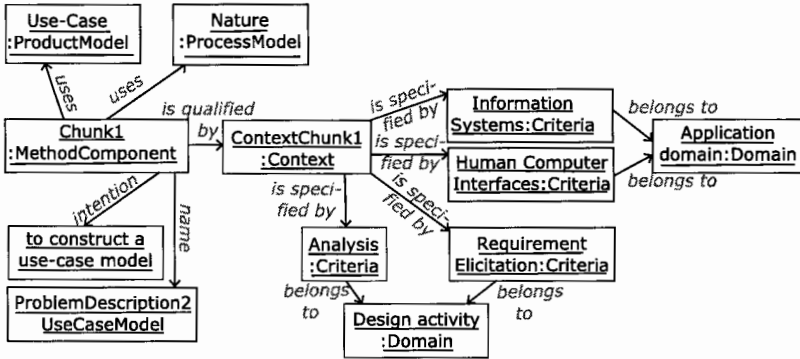 Use-Case
:ProductModel
Nature
:ProcessModel
uses
uses
is qualified
by
Chunk1
:MethodComponent
ContextChunk1
:Context
is speci-
fied by
Information
Systems:Criteria
belongs to
is speci-
fied by
Human Computer
Interfaces:Criteria
belongs to
Application
domain:Domain
intention
name
is speci-
fied by
is speci-
fied by
to construct a
use-case model
Analysis
:Criteria
Requirement
Elicitation:Criteria
ProblemDescription2
UseCaseModel
belongs
to
belongs
to
Design activity
:Domain